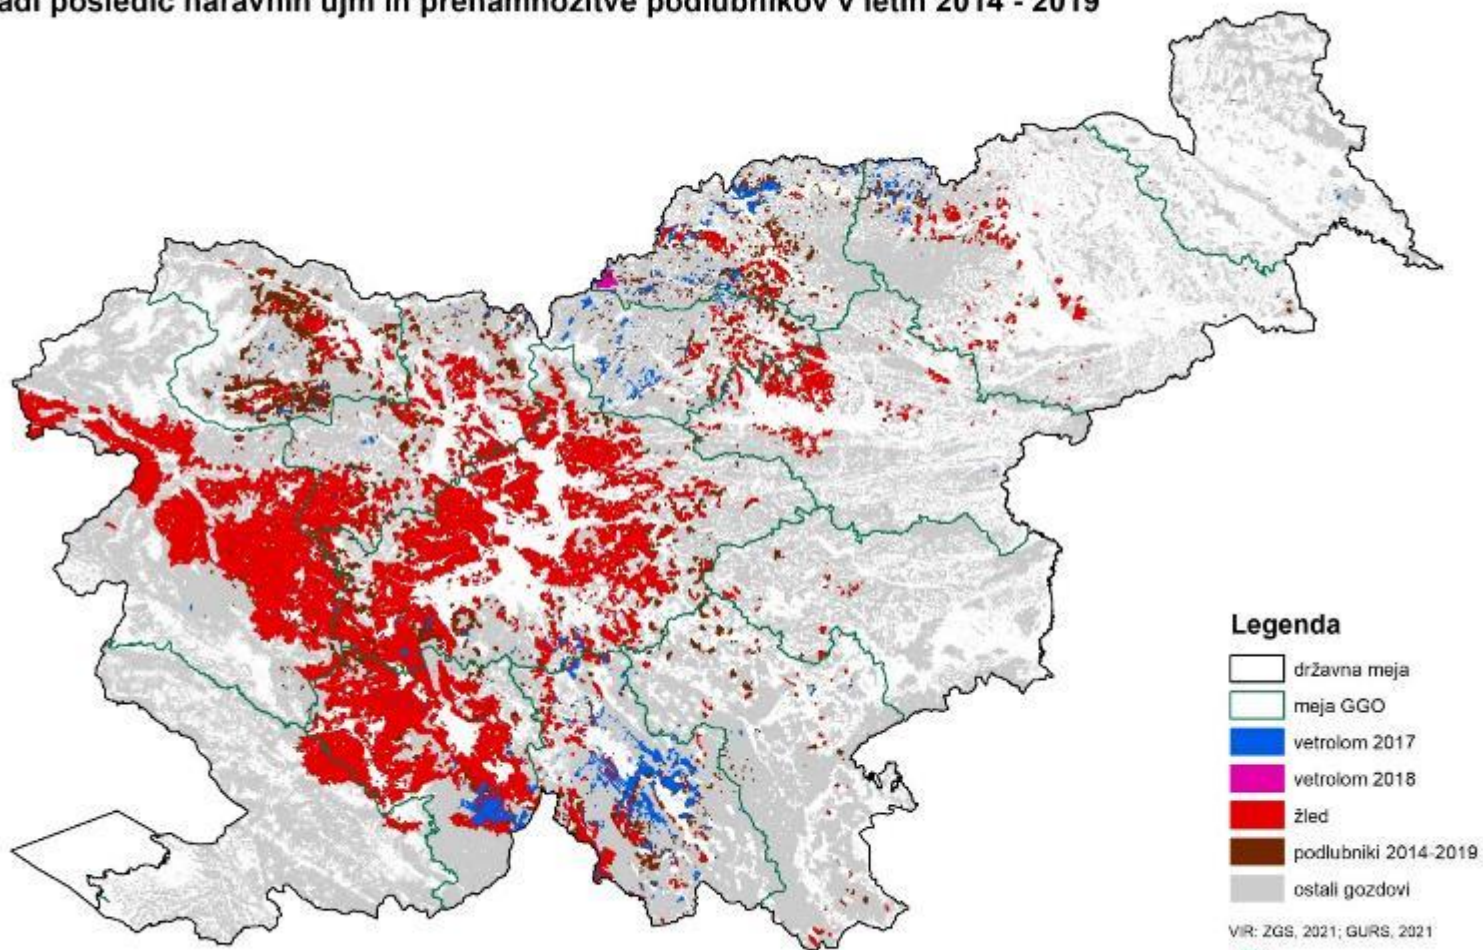 adi posledic naravnih ujm in prenamnožitve podlubnikov v letih 2014 - 2019
Legenda
državna meja
meja GGO
vetrolom 2017
vetrolom 2018
žled
podlubniki 2014-2019
ostali gozdovi
VIR: ZGS, 2021; GURS, 2021